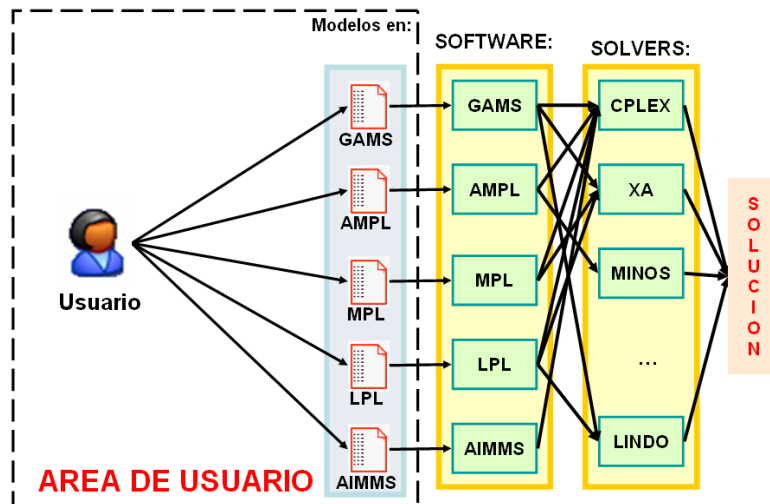 Modelos en:
SOFTWARE:
SOLVERS:
GAMS
AMPL
MPL
LPL
AIMMS
Usuario
AREA DE USUARIO
GAMS
AMPL
MPL
LPL
AIMMS
CPLEX
XA
MINOS
...
LINDO
SOLUCION